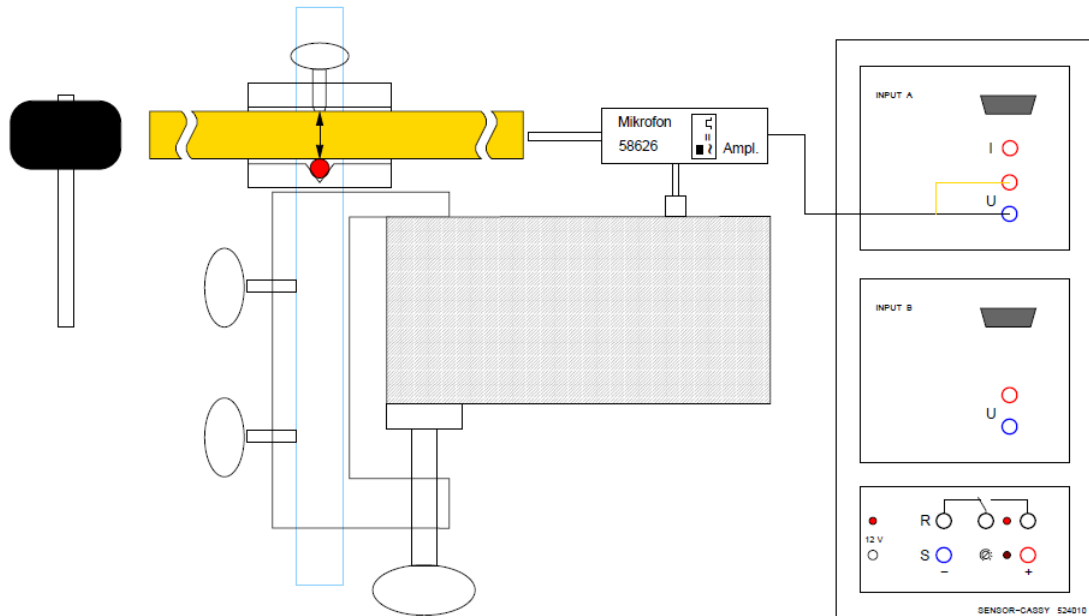 Mikrofon
58626
Ampl.
INPUT A
I
U
INPUT B
U
R
12 V
S
−
+
SENSOR-CASSY 524010